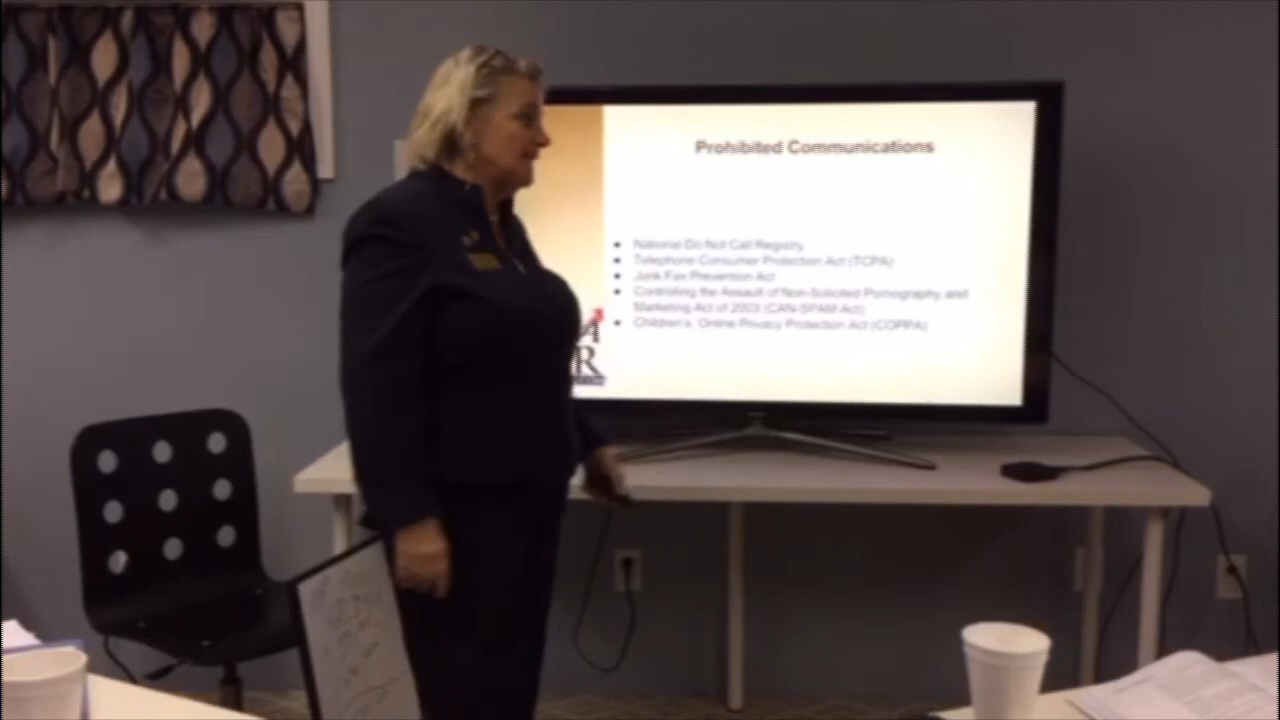 Prohibited Communications
● National Do Not Call Registry
● Telephone Consumer Protection Act (TCPA)
● Junk Fax Prevention Act
● Controlling the Assault of Non-Solicited Pornography and
Marketing Act of 2003 (CAN-SPAM Act)
● Children's Online Privacy Protection Act (COPPA)
A
R